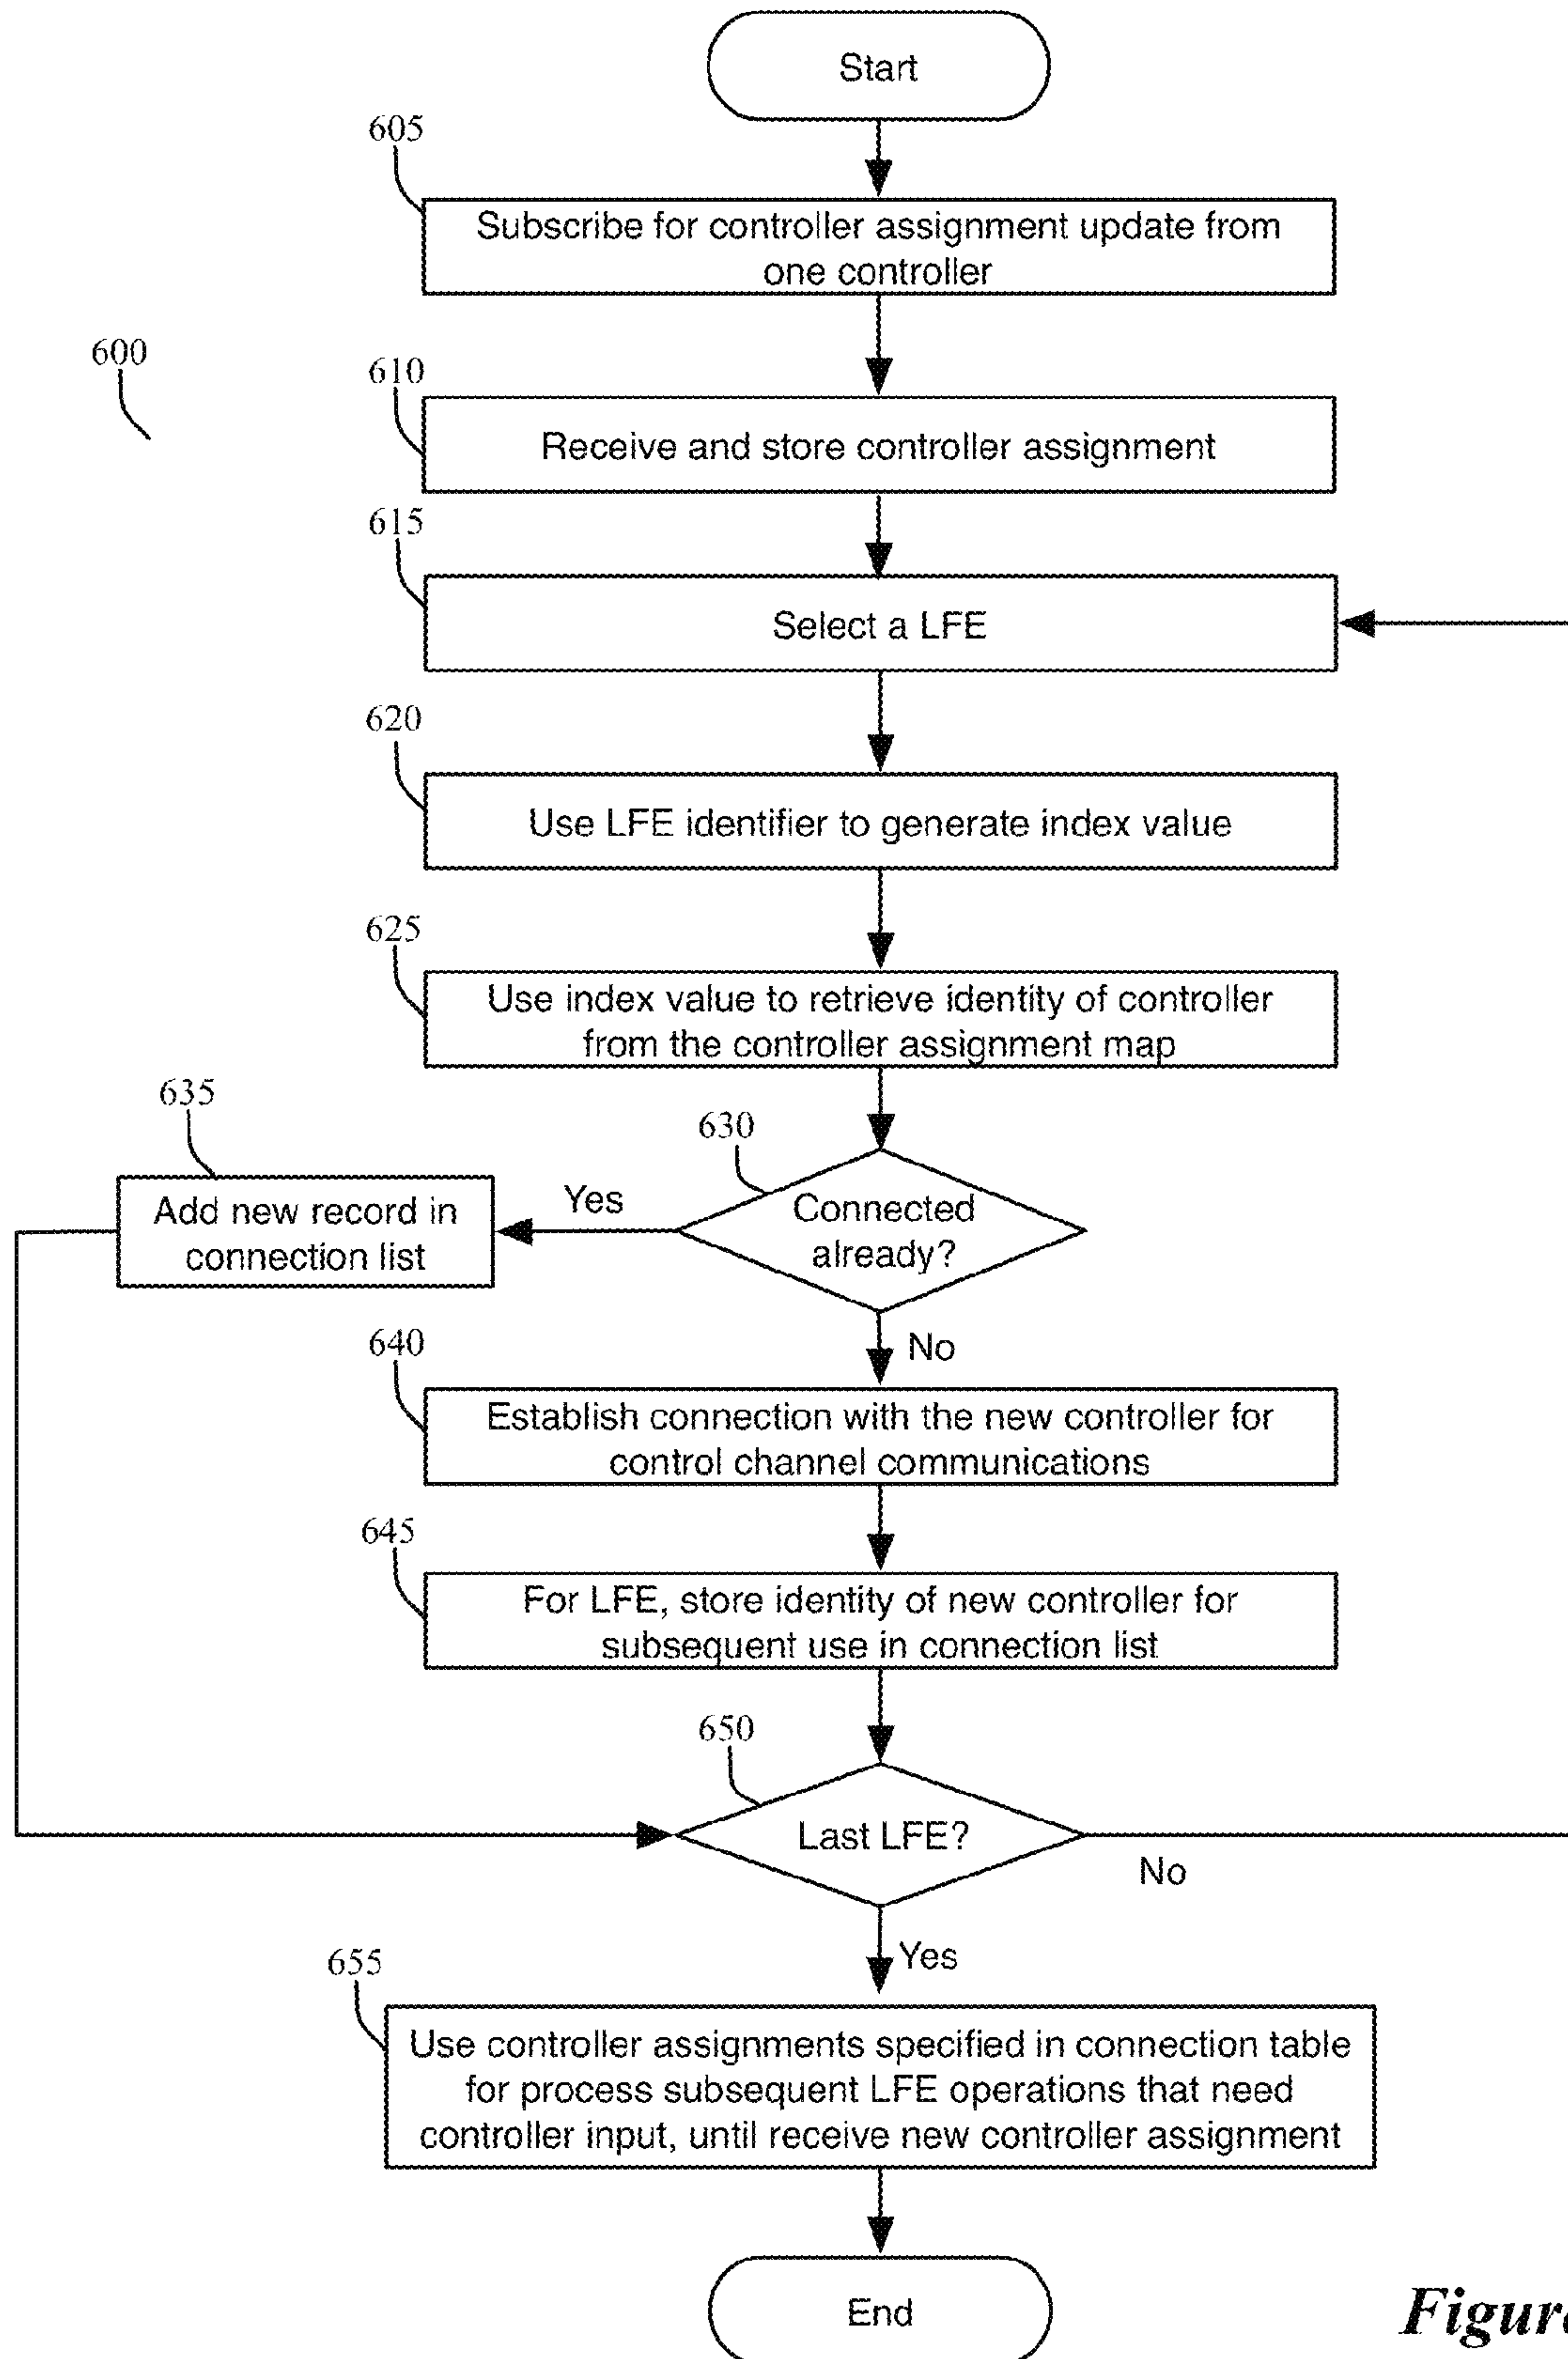 Start
605
Subscribe for controller assignment update from
one controller
600
610
Receive and store controller assignment
615
Select a LFE
620
Use LFE identifier to generate index value
625
Use index value to retrieve identity of controller
from the controller assignment map
635
630
Add new record in
connection list
Yes
Connected
already?
No
640
Establish connection with the new controller for
control channel communications
645
For LFE, store identity of new controller for
subsequent use in connection list
650
Last LFE?
No
Yes
655
Use controller assignments specified in connection table
for process subsequent LFE operations that need
controller input, until receive new controller assignment
End